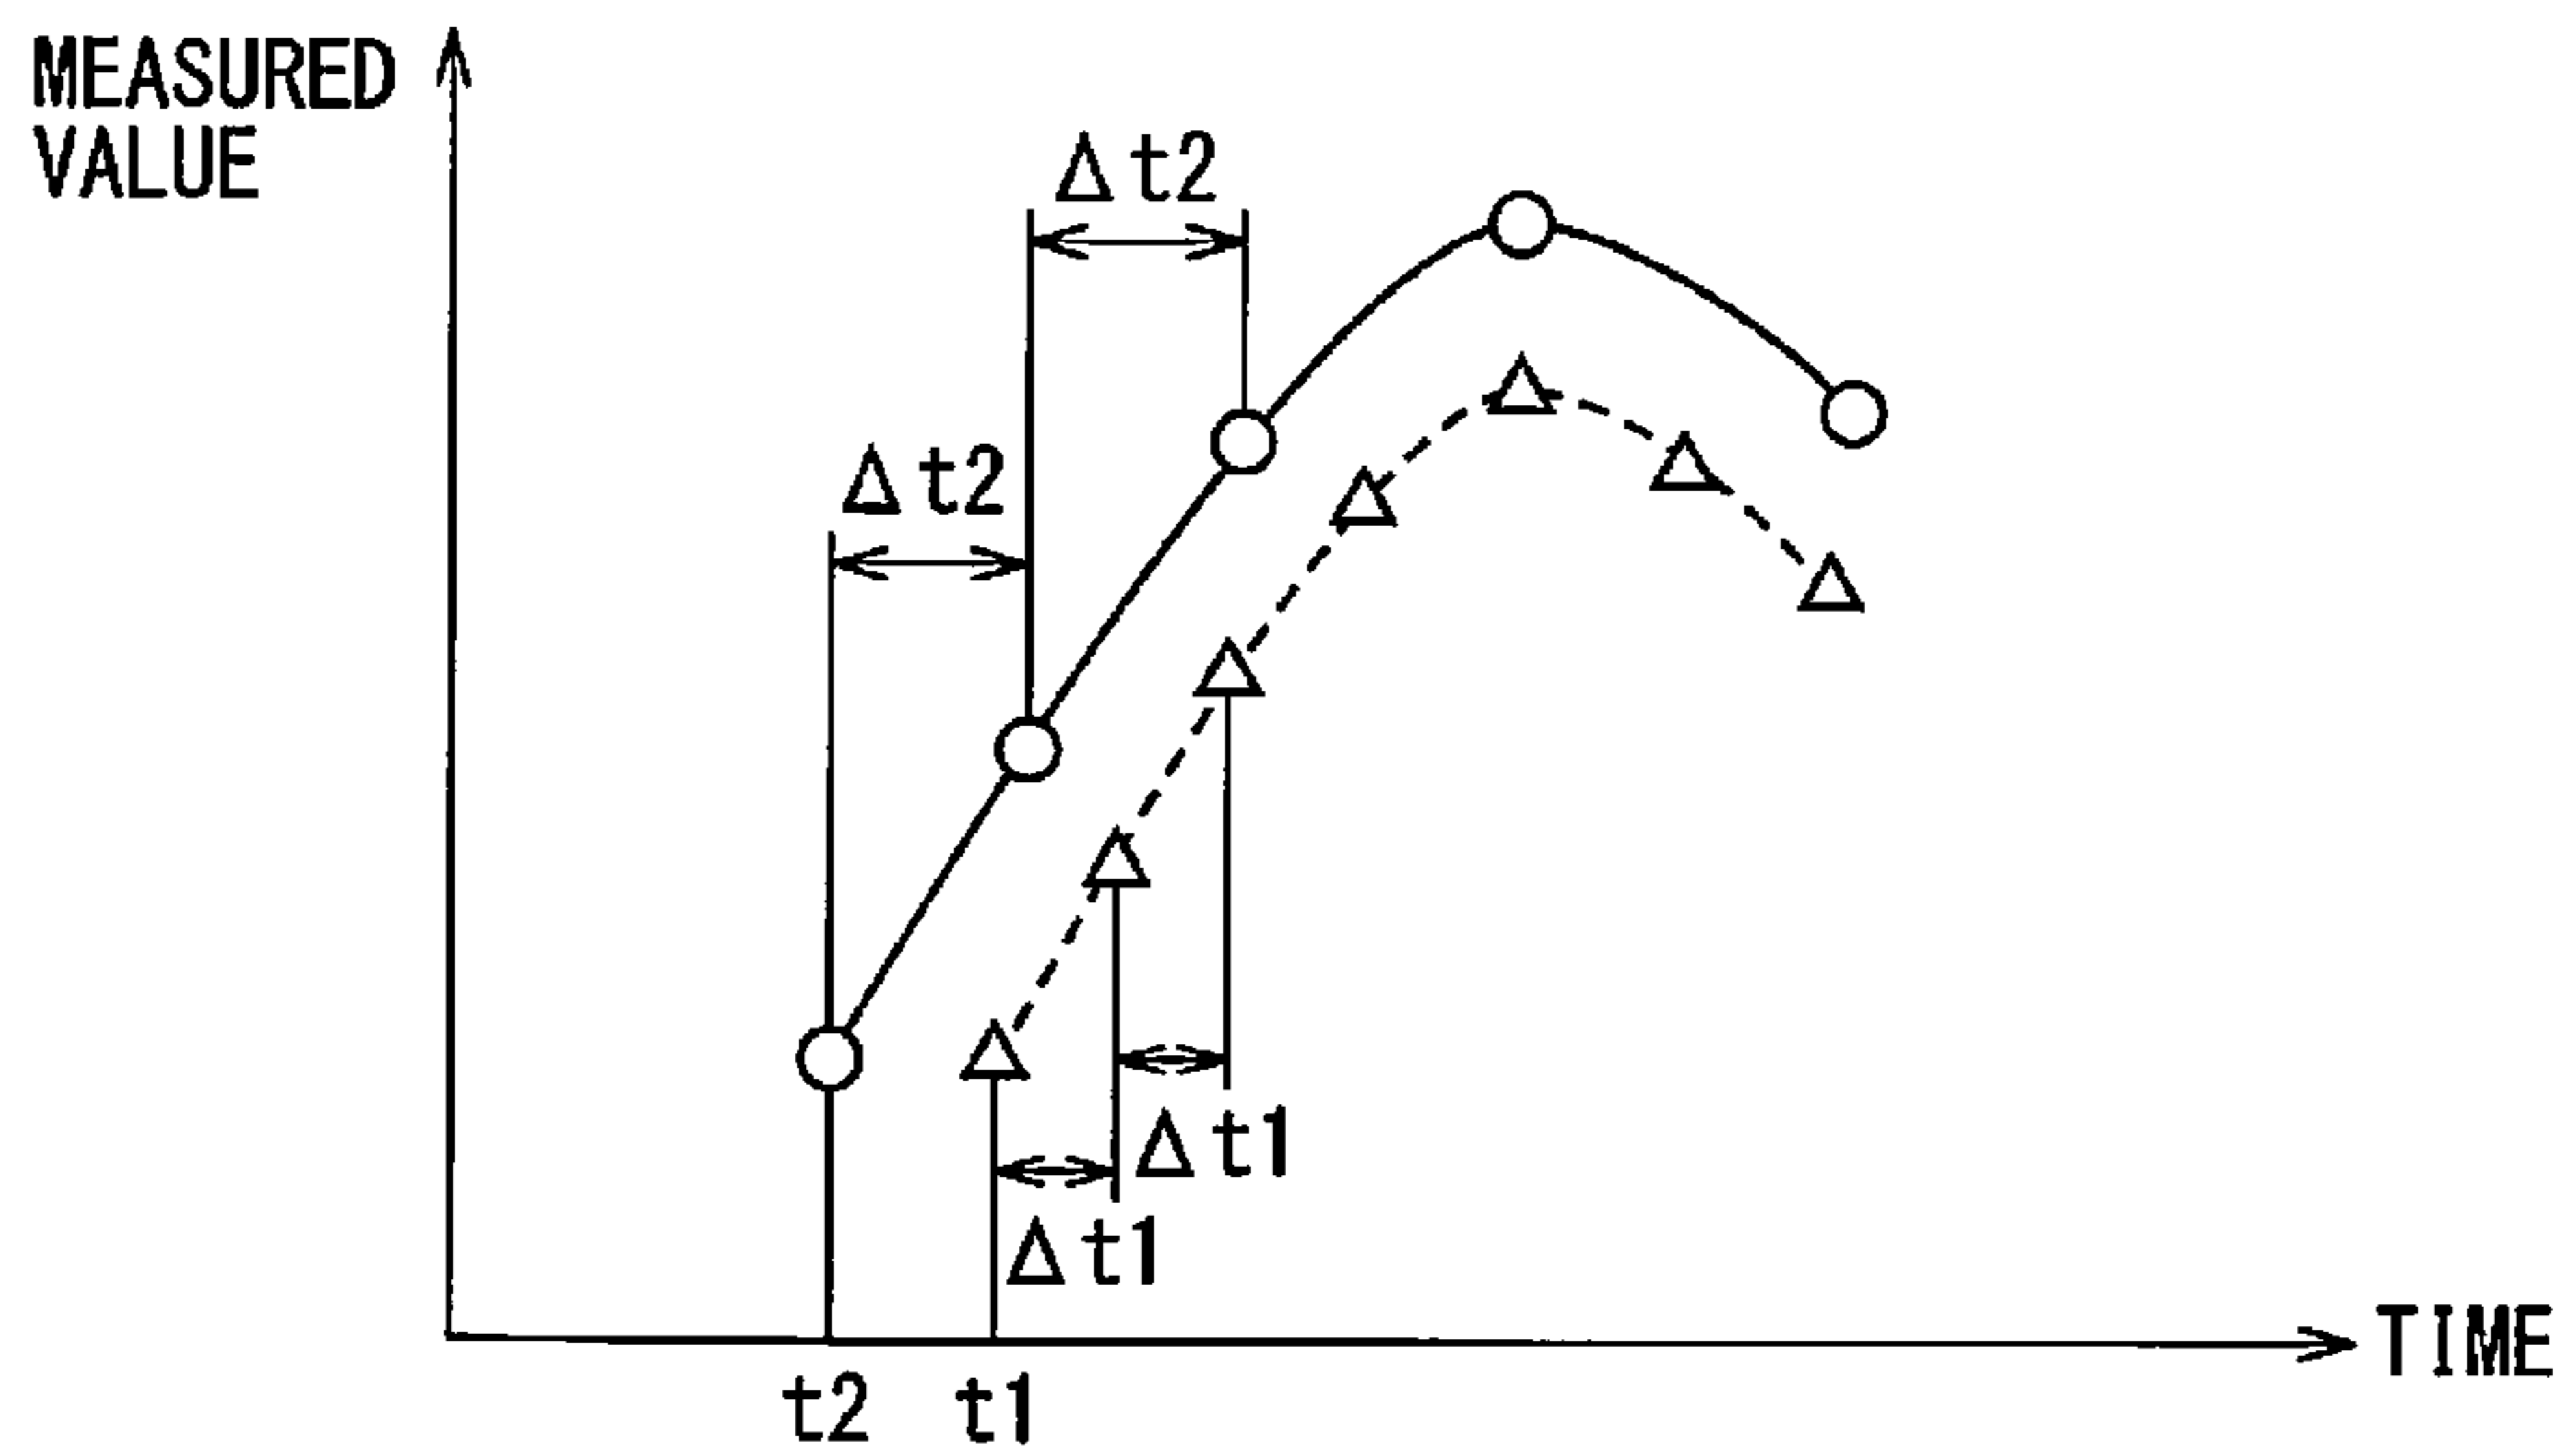 MEASURED
VALUE
Δt2
Δt2
Δt1
Δt1
t2
t1
TIME